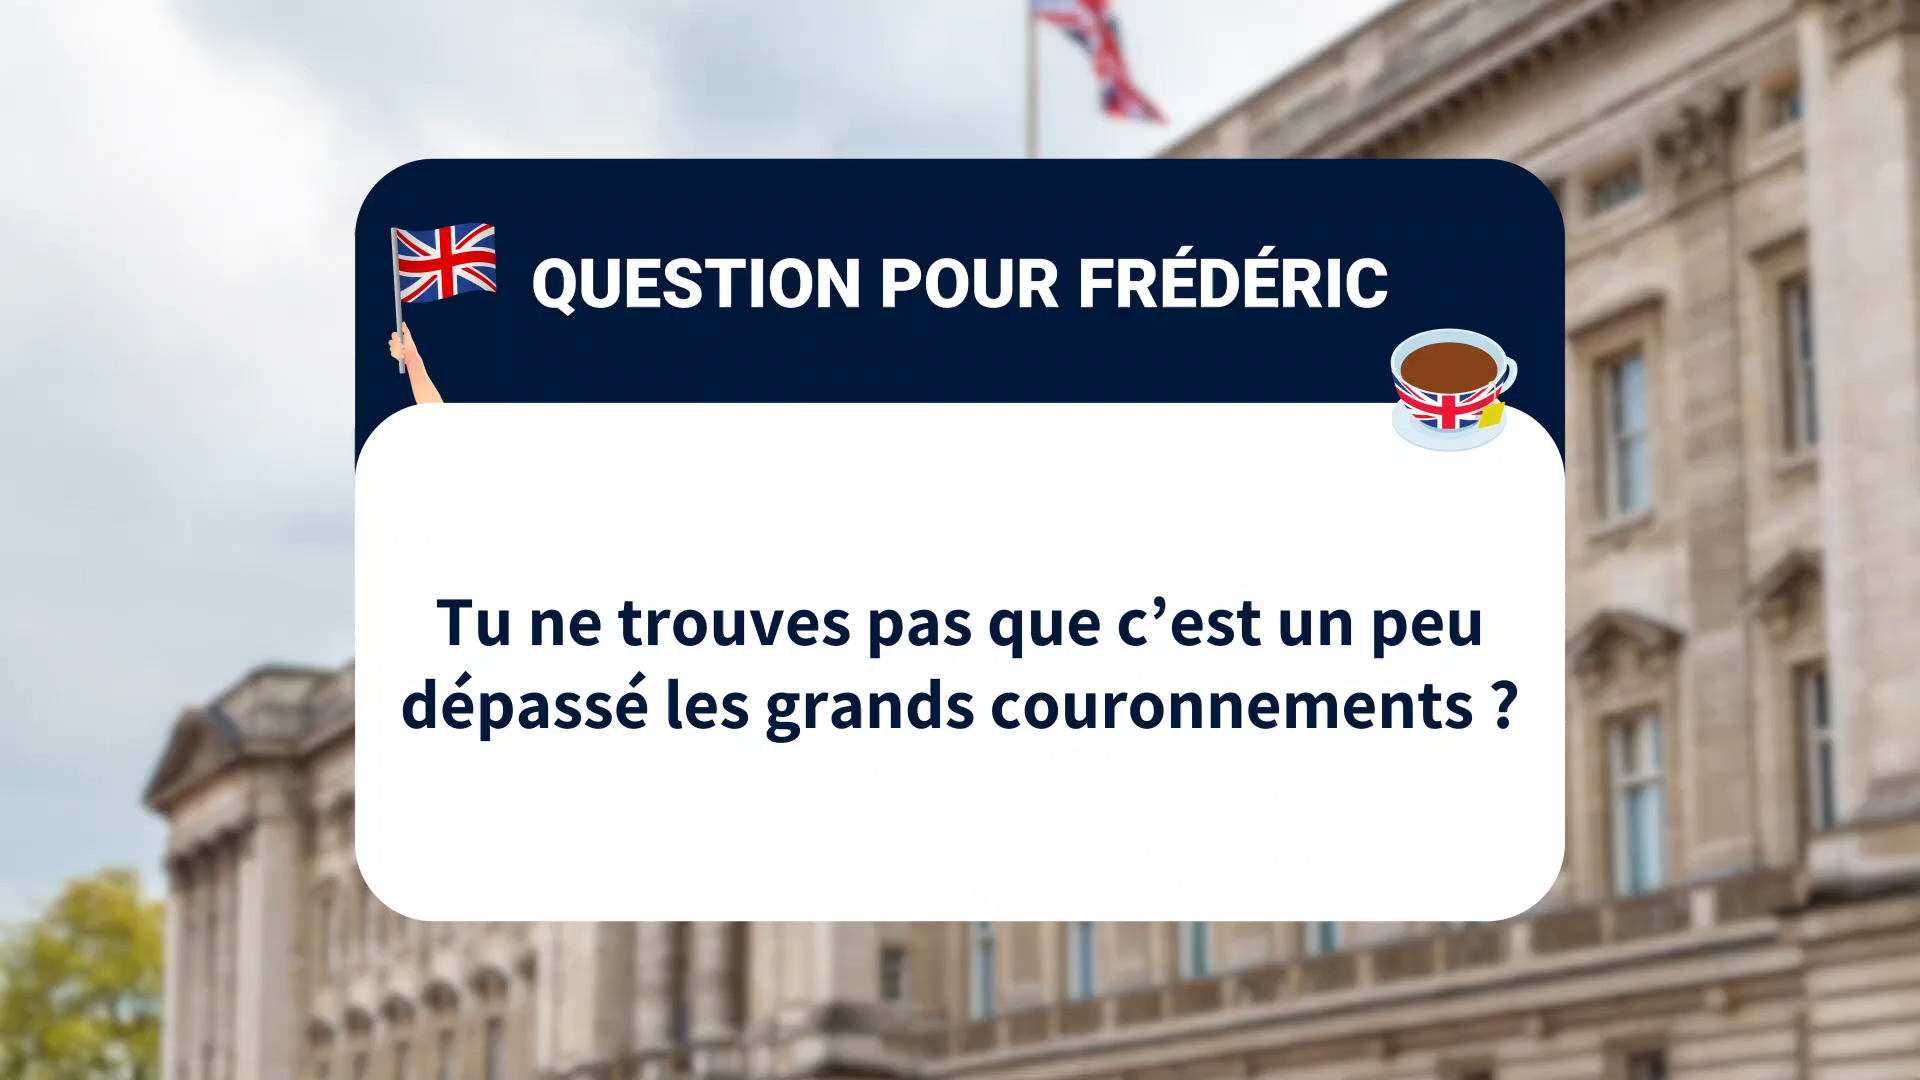 QUESTION POUR FRÉDÉRIC
Tu ne trouves pas que c’est un peu
dépassé les grands couronnements ?